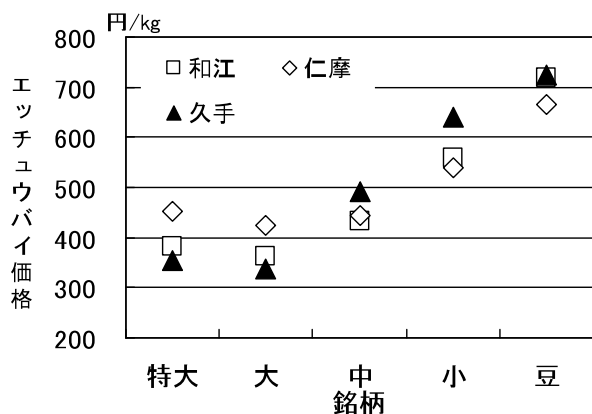 円/kg
800
700
600
500
400
300
200
エッチュウバイ価格
□ 和江 ◇ 仁摩
▲ 久手
特大 大 中 小 豆
銘柄